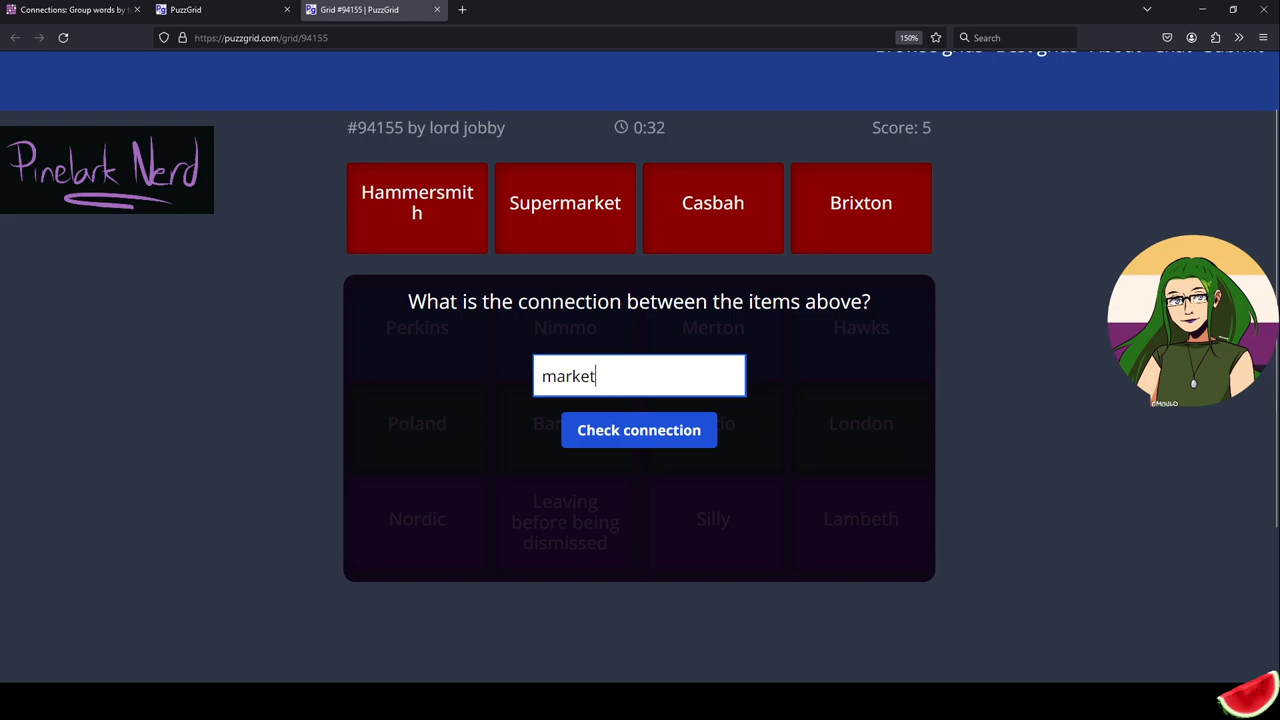 Connections: Group words by t
PuzzGrid
Grid #94155 | PuzzGrid
https://puzzgrid.com/grid/94155
150%
Search
Pinelark Nerd
#94155 by lord jobby
0:32
Score: 5
Hammersmit
h
Supermarket
Casbah
Brixton
What is the connection between the items above?
Perkins
Nimmo
Merton
Hawks
market
Poland
London
Check connection
Nordic
Leaving
before being
dismissed
Silly
Lambeth